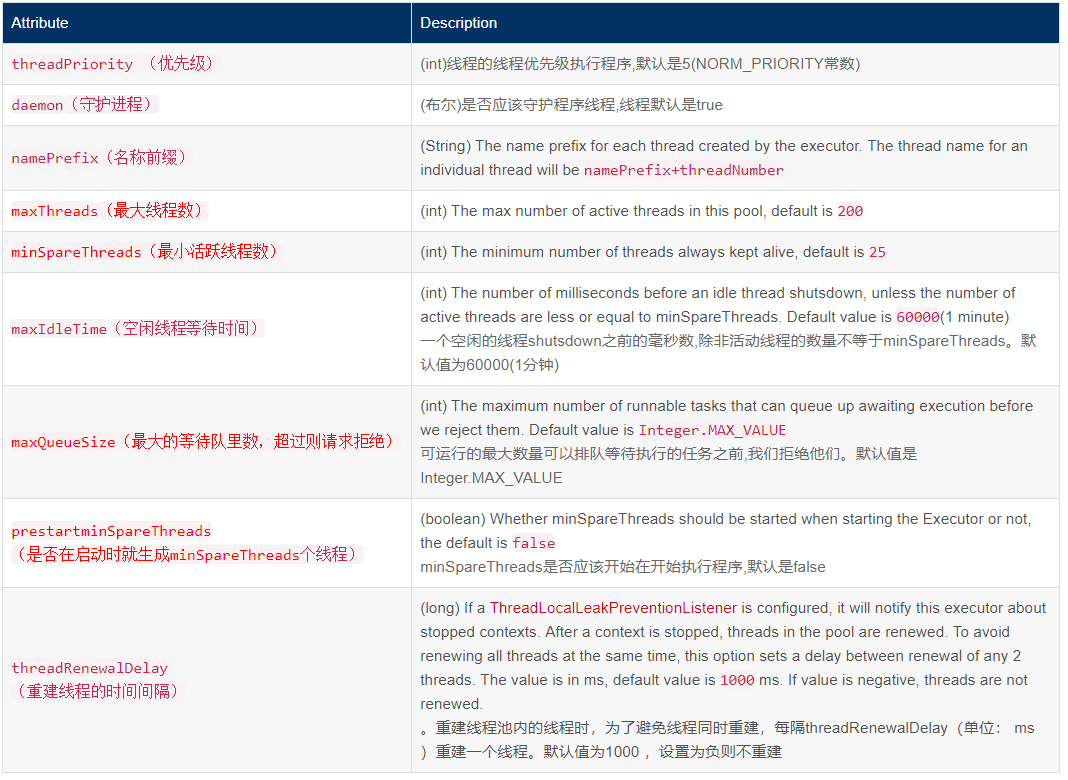 Attribute
Description
threadPriority （优先级）
(int)线程的线程优先级执行程序,默认是5(NORM_PRIORITY常数)
daemon（守护进程）
(布尔)是否应该守护程序线程,线程默认是true
namePrefix（名称前缀）
(String) The name prefix for each thread created by the executor. The thread name for an
individual thread will be namePrefix+threadNumber
maxThreads（最大线程数）
(int) The max number of active threads in this pool, default is 200
minSpareThreads（最小活跃线程数）
(int) The minimum number of threads always kept alive, default is 25
maxIdleTime（空闲线程等待时间）
(int) The number of milliseconds before an idle thread shutdown, unless the number of
active threads are less or equal to minSpareThreads. Default value is 60000(1 minute)
一个空闲的线程shutsdown之前的毫秒数,除非活动线程的数量不等于minSpareThreads。默
认值为60000(1分钟)
maxQueueSize（最大的等待队里数，超过则请求拒绝）
(int) The maximum number of runnable tasks that can queue up awaiting execution before
we reject them. Default value is Integer.MAX_VALUE
可运行的最大数量可以排队等待执行的任务之前,我们拒绝他们。默认值是
Integer.MAX_VALUE
prestartminSpareThreads
（是否在启动时就生成minSpareThreads个线程）
(boolean) Whether minSpareThreads should be started when starting the Executor or not,
the default is false
minSpareThreads是否应该开始在开始执行程序,默认是false
threadRenewalDelay
（重建线程的时间间隔）
(long) If a ThreadLocalLeakPreventionListener is configured, it will notify this executor about
stopped contexts. After a context is stopped, threads in the pool are renewed. To avoid
renewing all threads at the same time, this option sets a delay between renewal of any 2
threads. The value is in ms, default value is 1000 ms. If value is negative, threads are not
renewed.
。重建线程池内的线程时，为了避免线程同时重建，每隔threadRenewalDelay（单位： ms
）重建一个线程。默认值为1000 ，设置为负则不重建